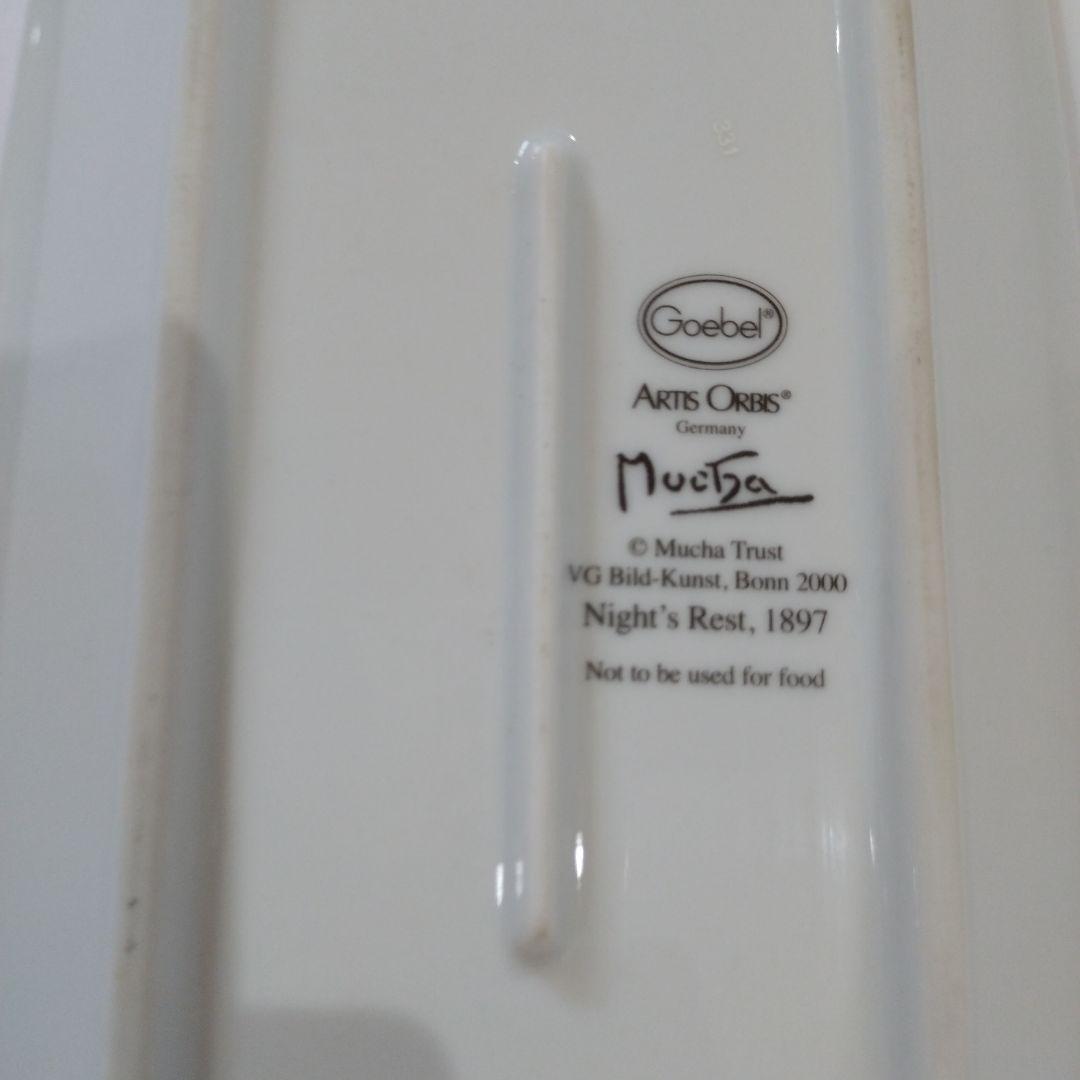 331
Goebel®
ARTIS ORBIS®
Germany
Mucha
© Mucha Trust
VG Bild-Kunst, Bonn 2000
Night's Rest, 1897
Not to be used for food